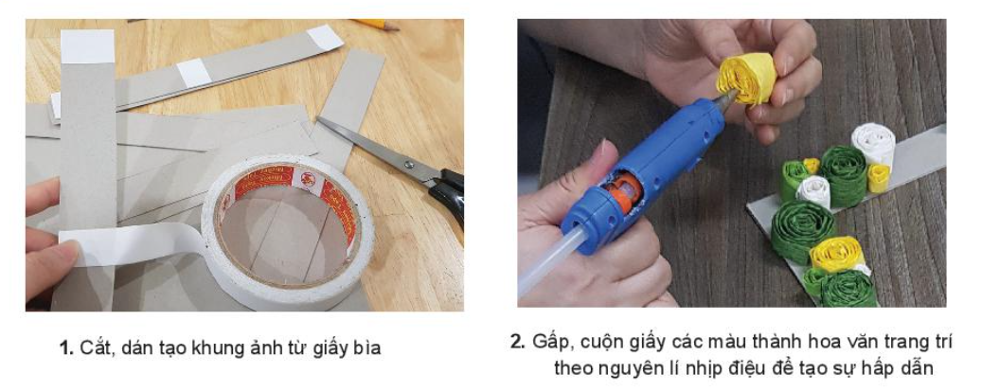 1. Cắt, dán tạo khung ảnh từ giấy bìa
2. Gấp, cuộn giấy các màu thành hoa văn trang trí
theo nguyên lí nhịp điệu để tạo sự hấp dẫn